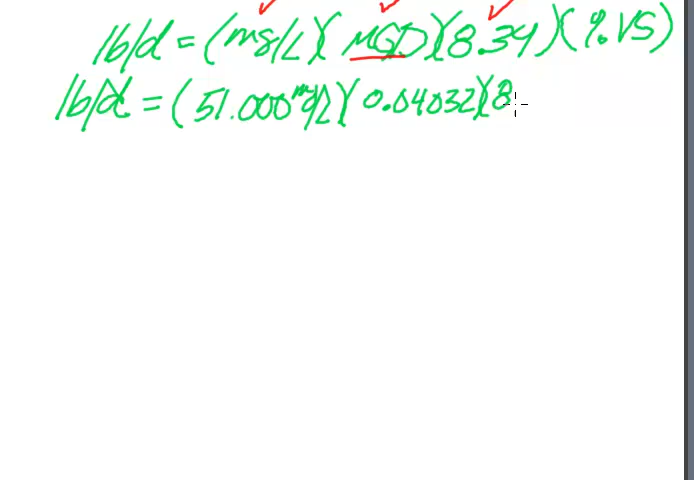 lb/d = (mg/L)(MGD)(8.34)(%VS)
lb/d = (51.000 mg/L)(0.04032)(8